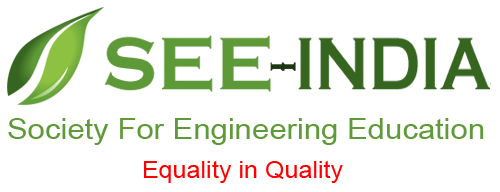 SEE-INDIA
Society For Engineering Education
Equality in Quality